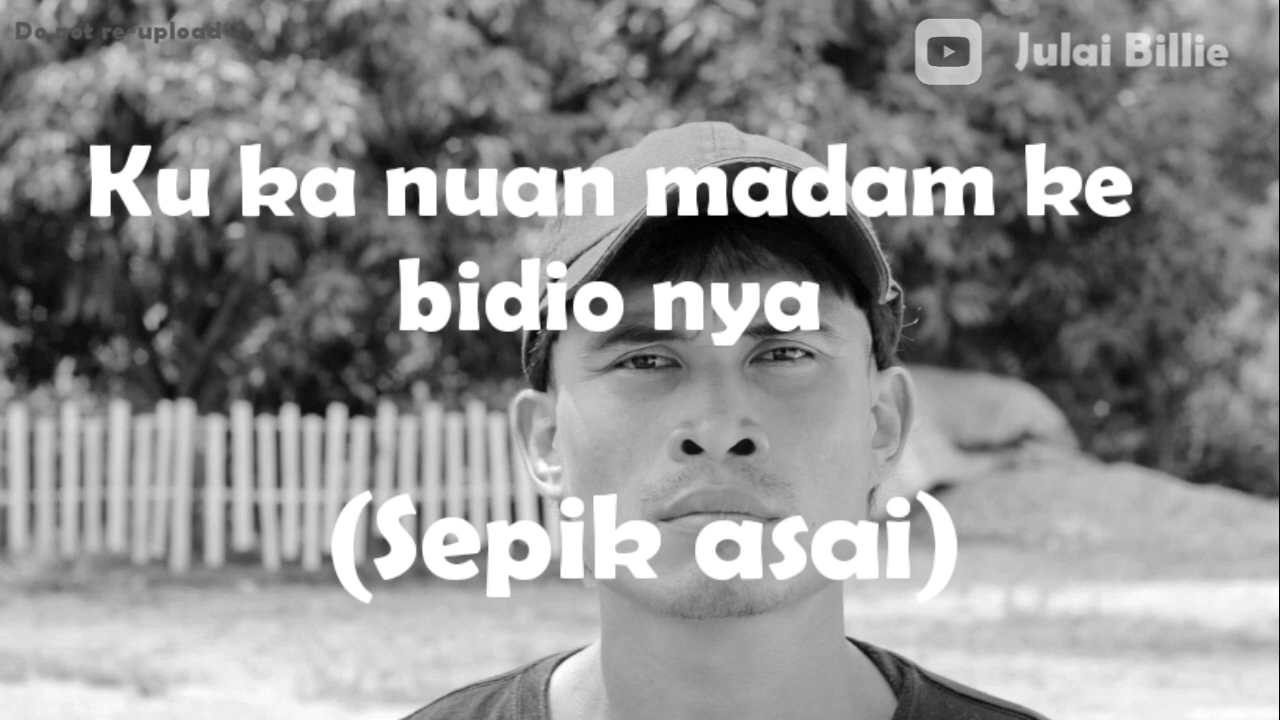 Do not re-upload
Julai Billie
Ku ka nuan madam ke
bidio nya
(Sepik asai)